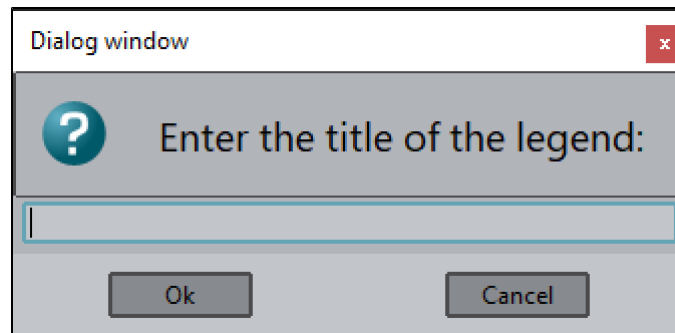 Dialog window
x
?
Enter the title of the legend:
Ok
Cancel